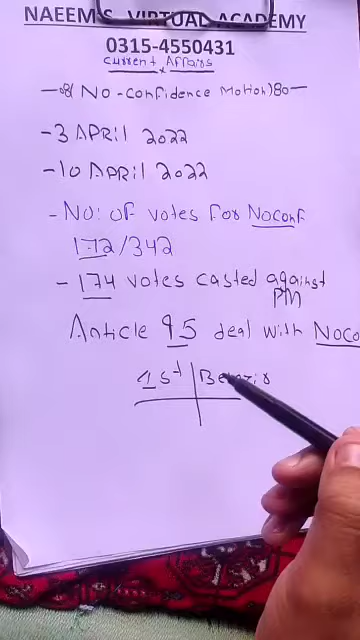 NAEEM'S VIRTUAL ACADEMY
0315-4550431
Current Affairs
(No-confidence Motion)
-3 APRIL 2022
-10 APRIL 2022
-No: of votes for Noconf
172/342
-174 votes casted against
PM
Article 95 deal with Noco
1st